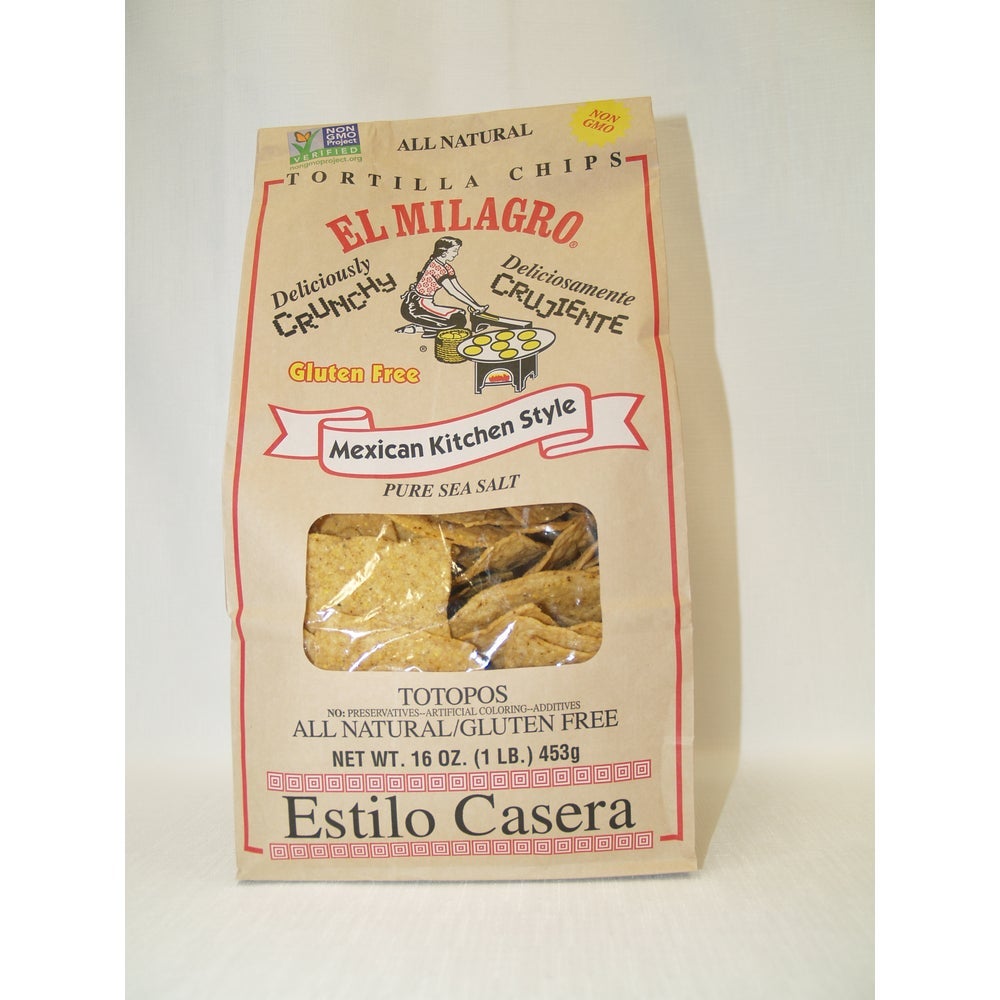 NON
GMO
Project
VERIFIED
nongmoproject.org
ALL NATURAL
NON
GMO
TORTILLA CHIPS
EL MILAGRO®
Deliciously
CRUNCHY
Deliciosamente
CRUJIENTE
®
Gluten Free
Mexican Kitchen Style
PURE SEA SALT
TOTOPOS
NO: PRESERVATIVES--ARTIFICIAL COLORING--ADDITIVES
ALL NATURAL/GLUTEN FREE
NET WT. 16 OZ. (1 LB.) 453g
Estilo Casera